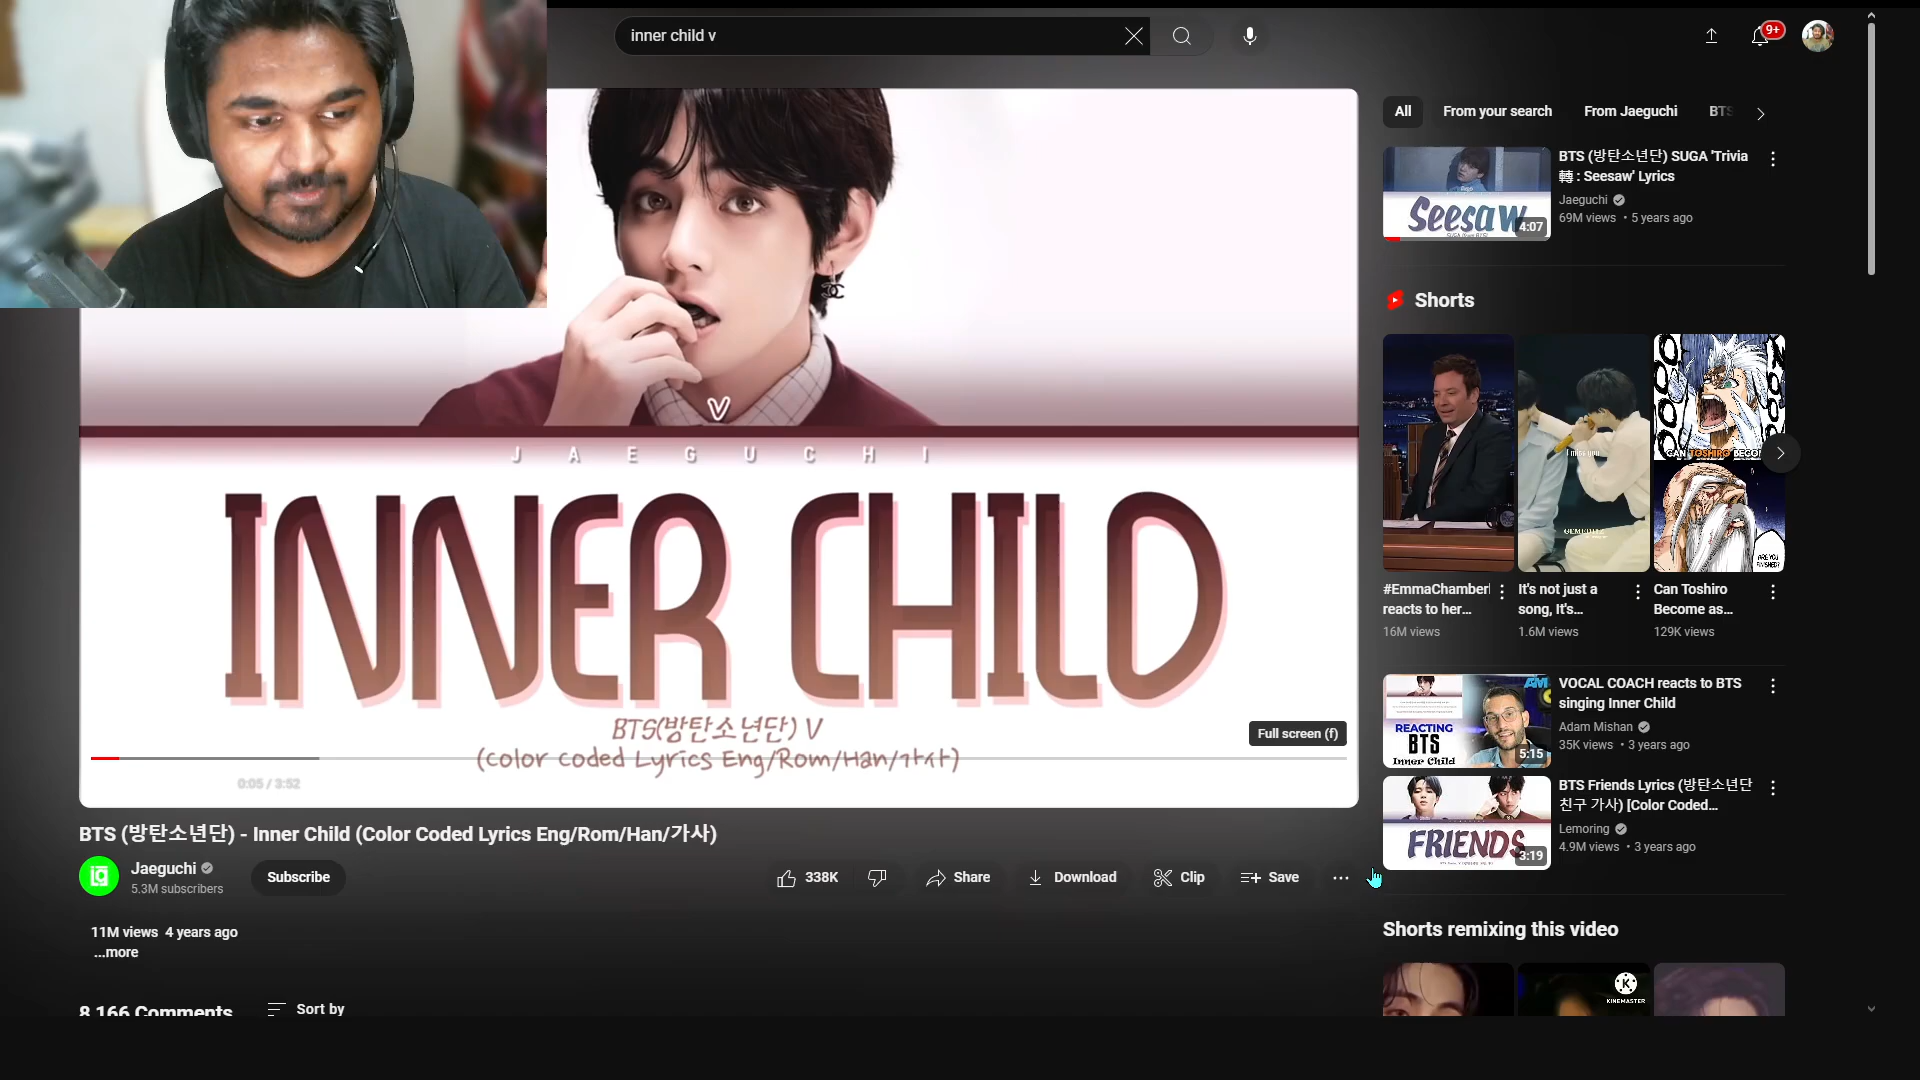 inner child v
9+
All
From your search
From Jaeguchi
BTS
BTS (방탄소년단) SUGA 'Trivia
轉 : Seesaw' Lyrics
Jaeguchi
69M views • 5 years ago
Seesaw
4:07
Shorts
V
JAEGUCHI
INNER CHILD
BTS(방탄소년단) V
(Color Coded Lyrics Eng/Rom/Han/가사)
Full screen (f)
0:05 / 3:52
CAN TOSHIRO BECO
ARE YOU
FINISHED?
#EmmaChamberl
reacts to her...
16M views
It's not just a
song, It's...
1.6M views
Can Toshiro
Become as...
129K views
REACTING
BTS
Inner Child
5:15
VOCAL COACH reacts to BTS
singing Inner Child
Adam Mishan
35K views • 3 years ago
FRIENDS
3:19
BTS Friends Lyrics (방탄소년단
친구 가사) [Color Coded...
Lemoring
4.9M views • 3 years ago
BTS (방탄소년단) - Inner Child (Color Coded Lyrics Eng/Rom/Han/가사)
Jaeguchi
5.3M subscribers
Subscribe
338K
Share
Download
Clip
Save
11M views 4 years ago
...more
Shorts remixing this video
KINEMASTER
8,166 Comments
Sort by